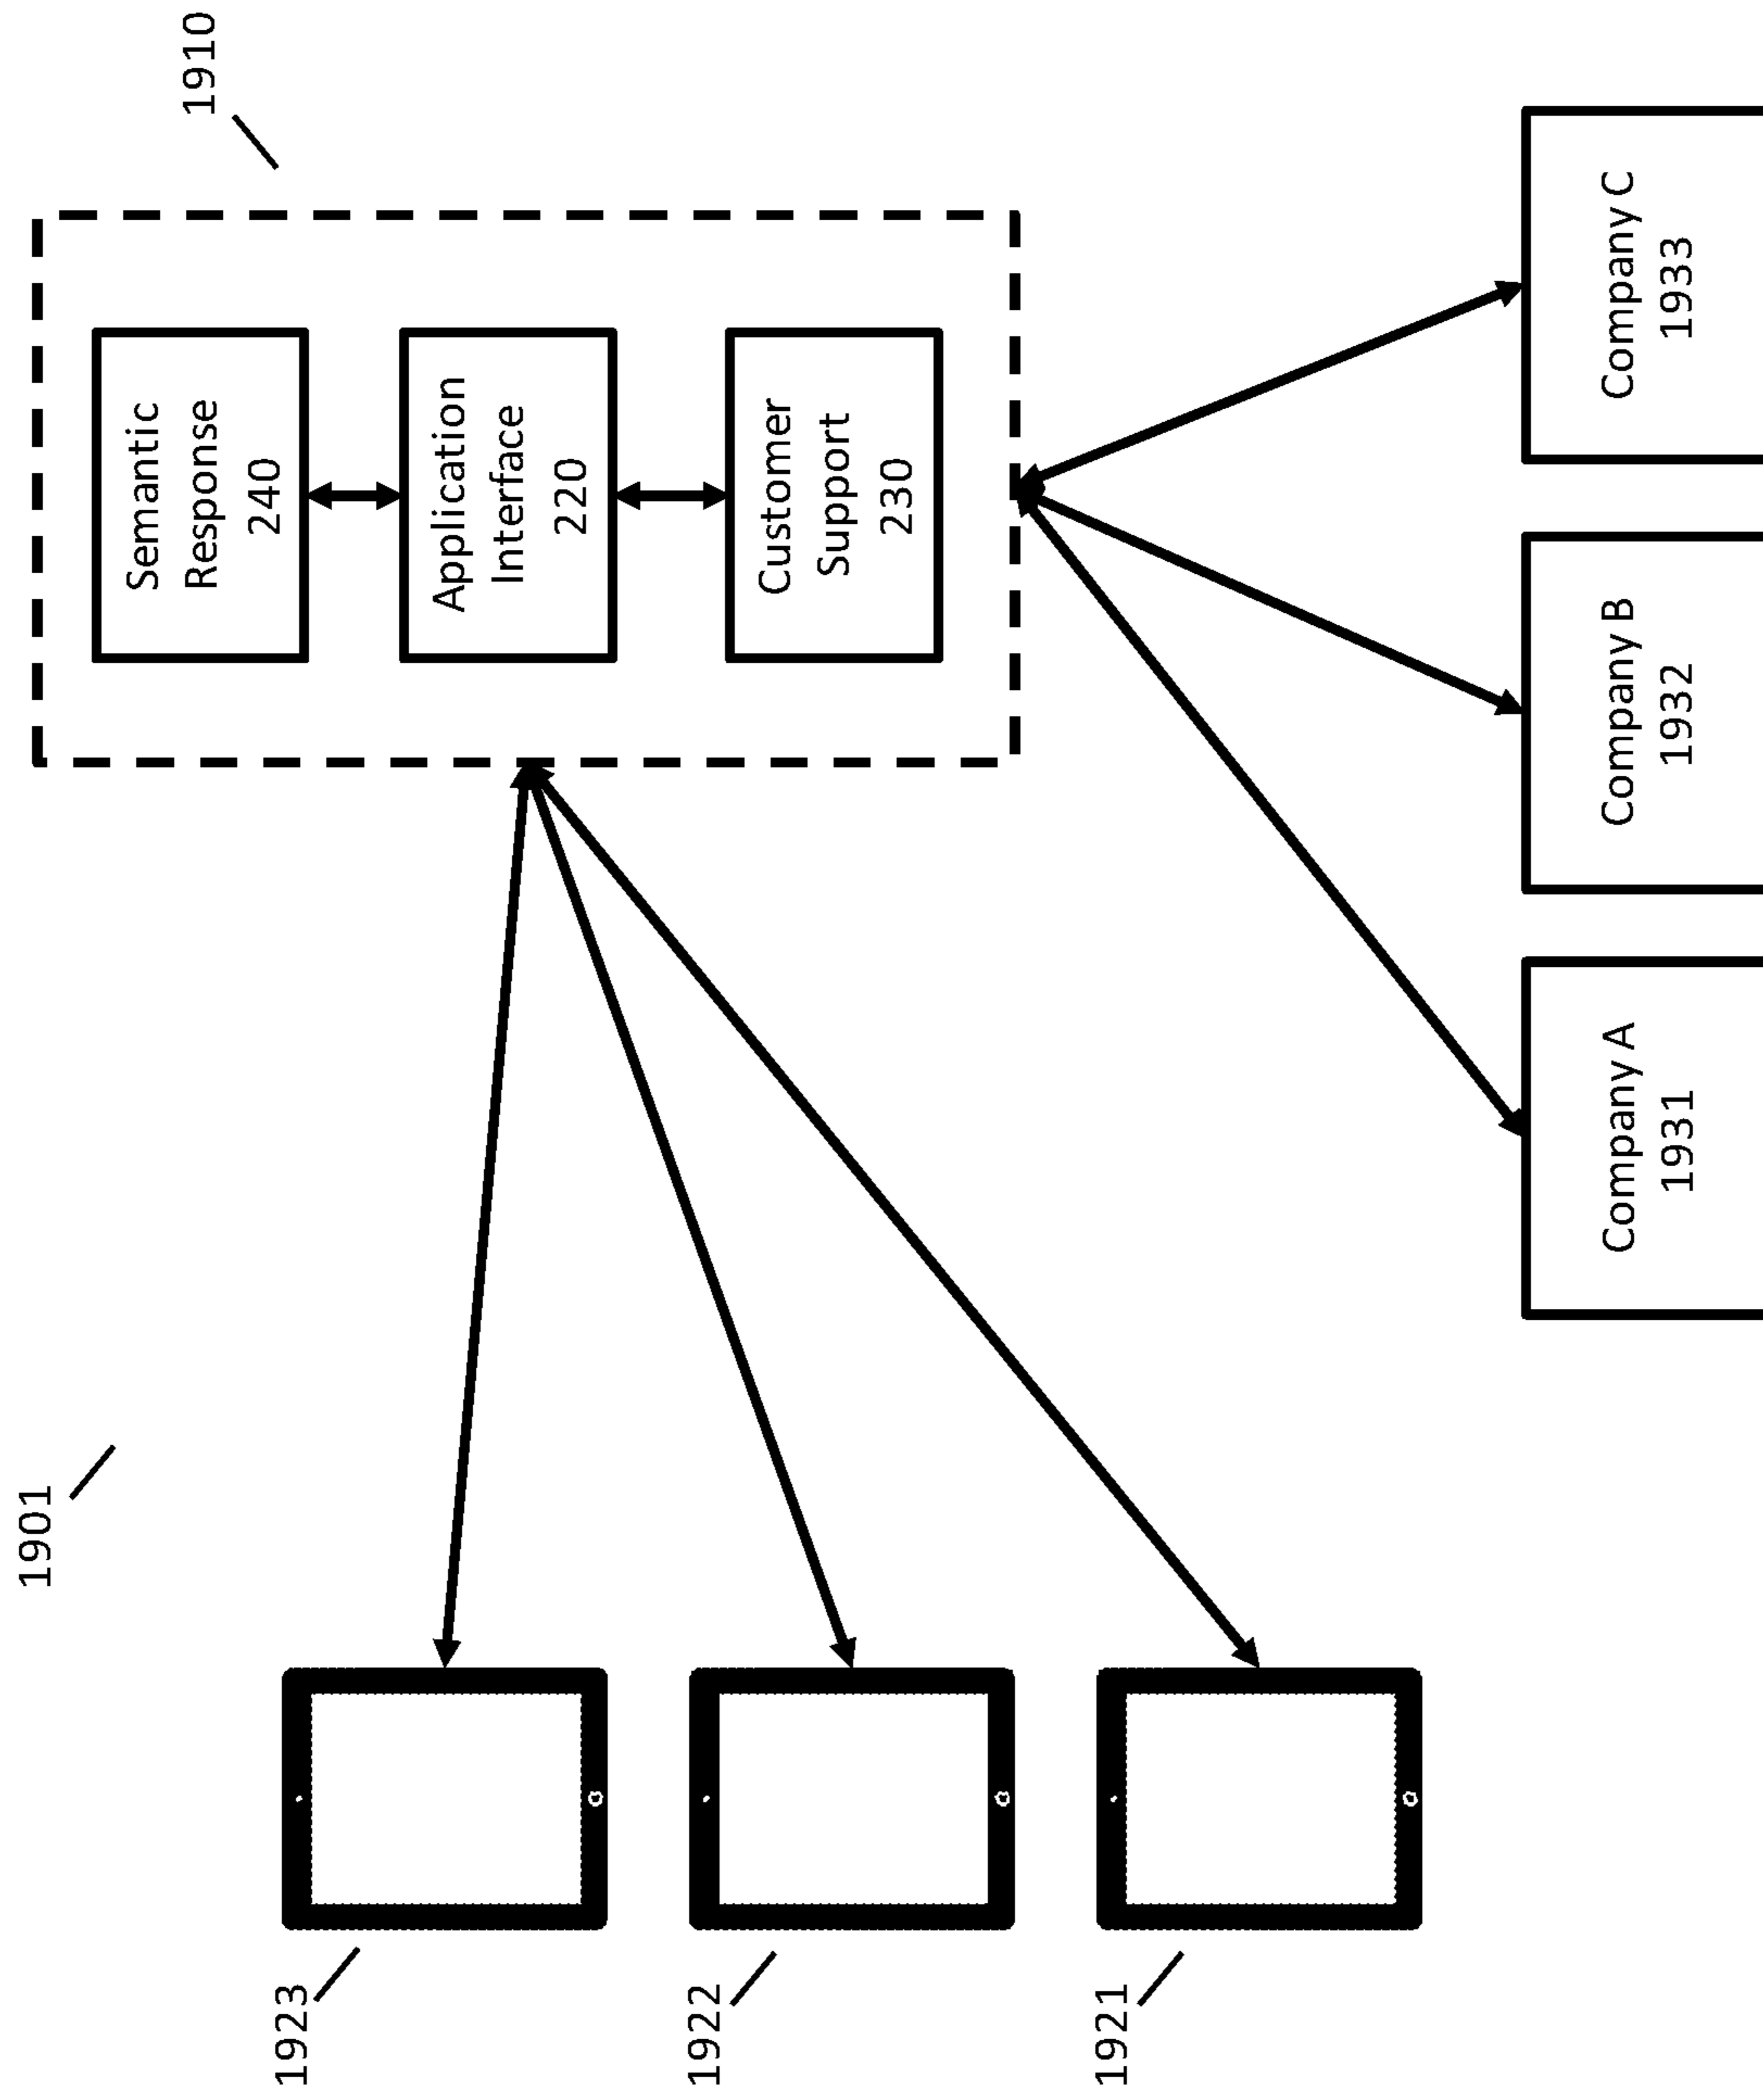 1901
1910
Semantic
Response
240
Application
Interface
220
Customer
Support
230
1923
1922
1921
Company A
1931
Company B
1932
Company C
1933